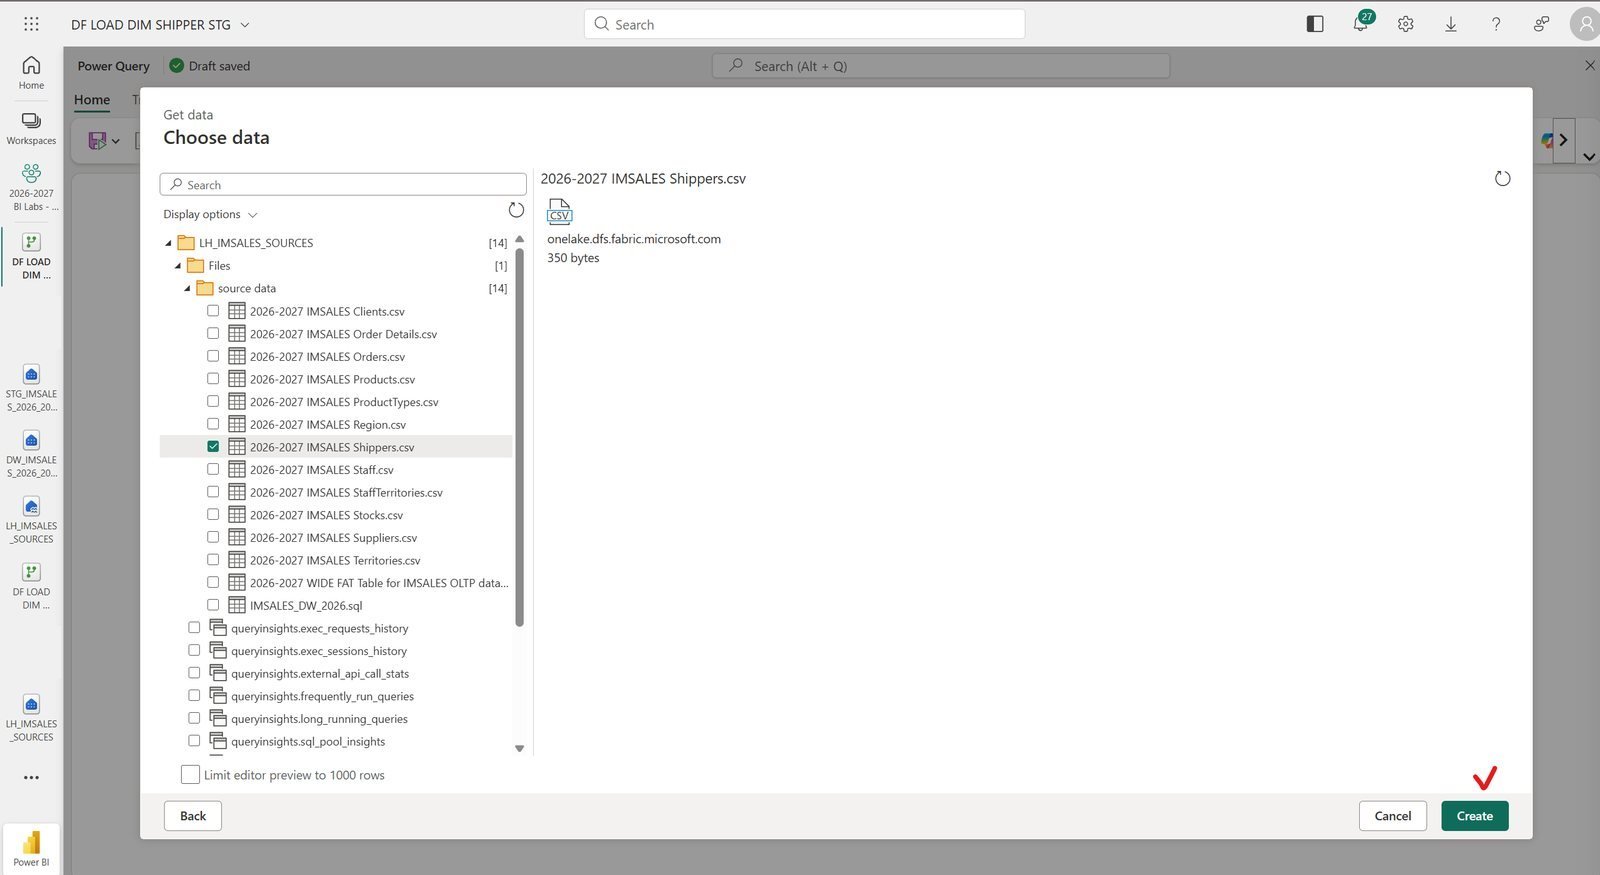 DF LOAD DIM SHIPPER STG
Search
27
Home
Workspaces
2026-2027
BI Labs - ...
DF LOAD
DIM ...
STG_IMSALE
S_2026_20...
DW_IMSALE
S_2026_20...
LH_IMSALES
_SOURCES
DF LOAD
DIM ...
LH_IMSALES
_SOURCES
Power BI
Power Query
Draft saved
Search (Alt + Q)
Home
Get data
Choose data
Search
Display options
LH_IMSALES_SOURCES [14]
Files [1]
source data [14]
2026-2027 IMSALES Clients.csv
2026-2027 IMSALES Order Details.csv
2026-2027 IMSALES Orders.csv
2026-2027 IMSALES Products.csv
2026-2027 IMSALES ProductTypes.csv
2026-2027 IMSALES Region.csv
2026-2027 IMSALES Shippers.csv
2026-2027 IMSALES Staff.csv
2026-2027 IMSALES StaffTerritories.csv
2026-2027 IMSALES Stocks.csv
2026-2027 IMSALES Suppliers.csv
2026-2027 IMSALES Territories.csv
2026-2027 WIDE FAT Table for IMSALES OLTP data...
IMSALES_DW_2026.sql
queryinsights.exec_requests_history
queryinsights.exec_sessions_history
queryinsights.external_api_call_stats
queryinsights.frequently_run_queries
queryinsights.long_running_queries
queryinsights.sql_pool_insights
Limit editor preview to 1000 rows
2026-2027 IMSALES Shippers.csv
CSV
onelake.dfs.fabric.microsoft.com
350 bytes
Back
Cancel
Create